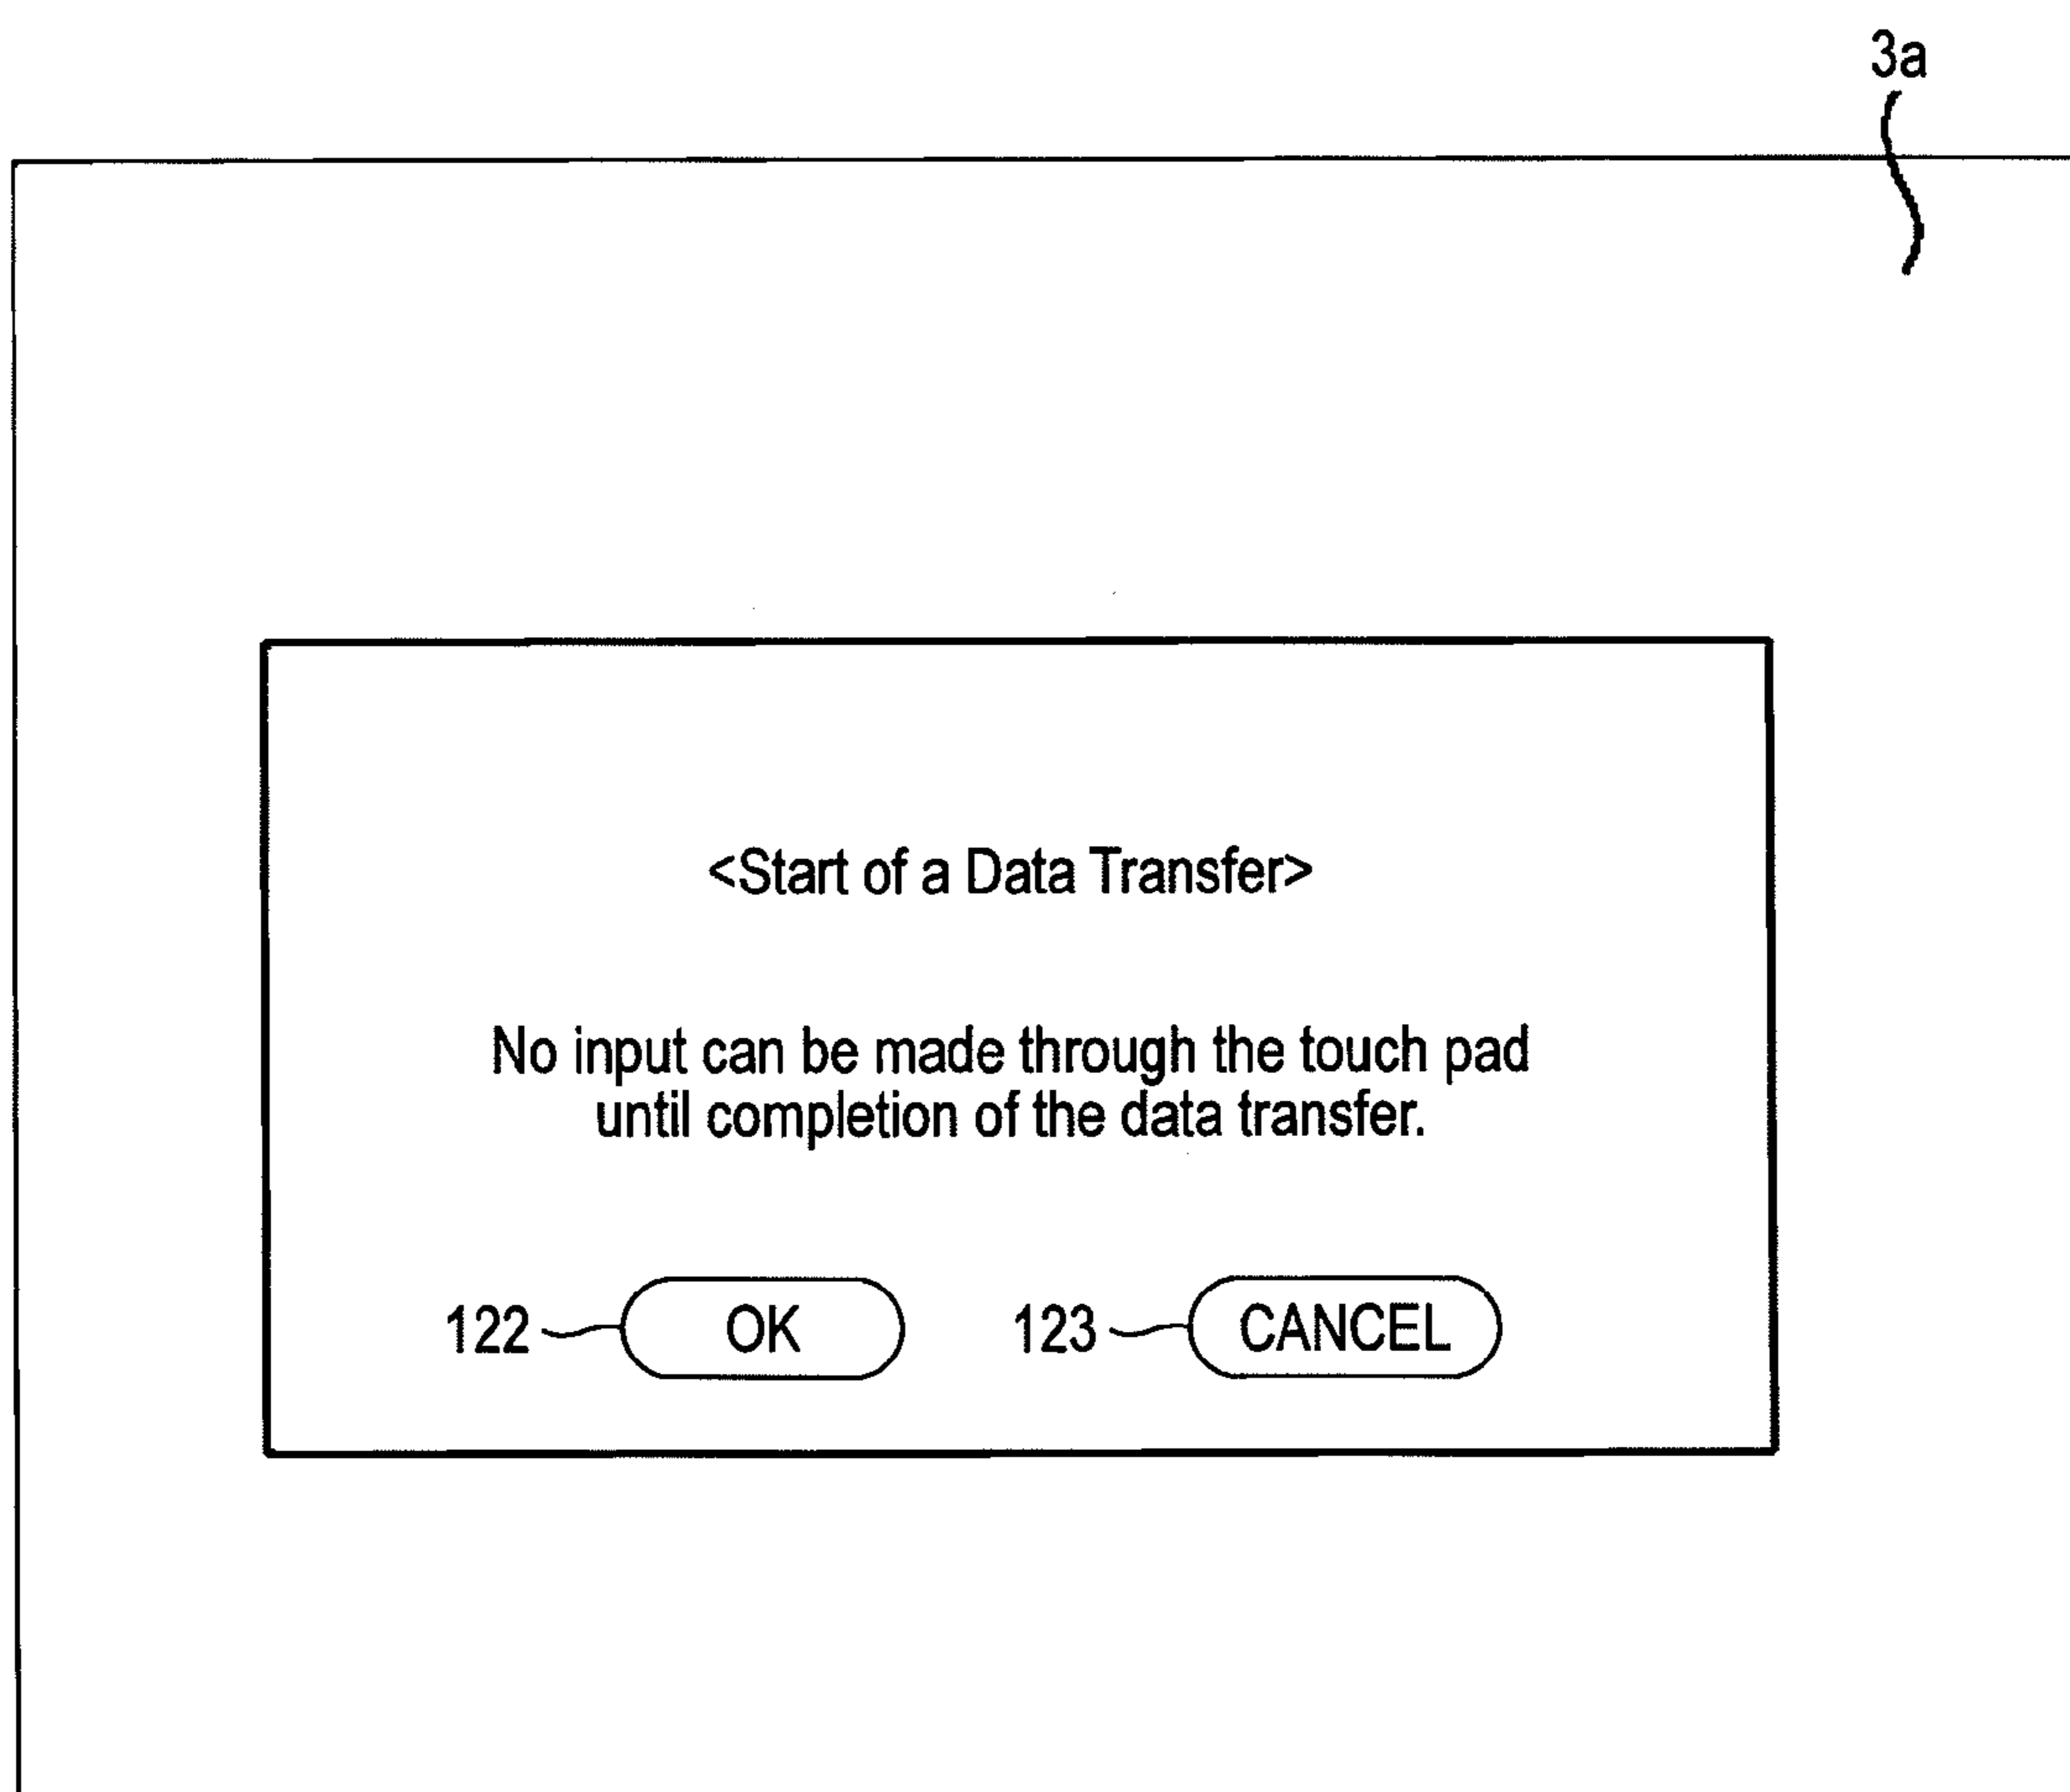 3a
<Start of a Data Transfer>
No input can be made through the touch pad
until completion of the data transfer.
122 OK 123 CANCEL